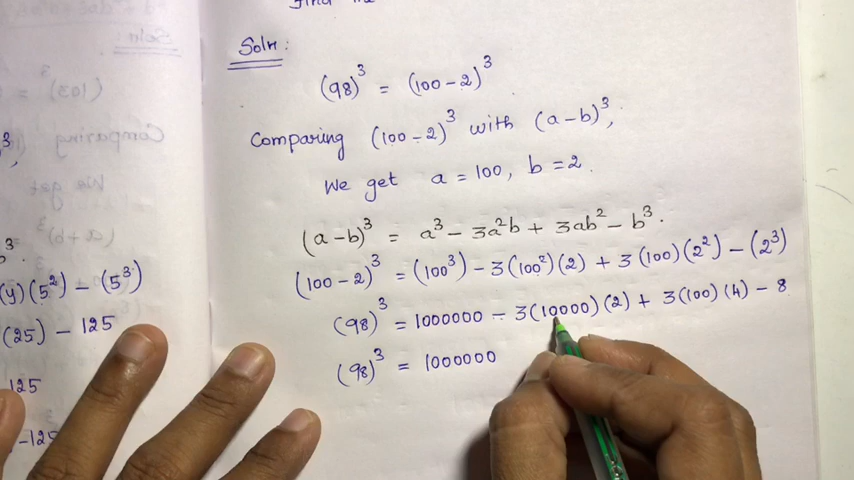 Find the
Soln:
(98)³ = (100-2)³
Comparing (100-2)³ with (a-b)³,
We get a = 100, b = 2.
(a-b)³ = a³ - 3a²b + 3ab² - b³.
(100-2)³ = (100³) - 3(100²)(2) + 3(100)(2²) - (2³)
(98)³ = 1000000 - 3(10000)(2) + 3(100)(4) - 8
(98)³ = 1000000
y)(5²) - (5³)
(25) - 125
125
-125